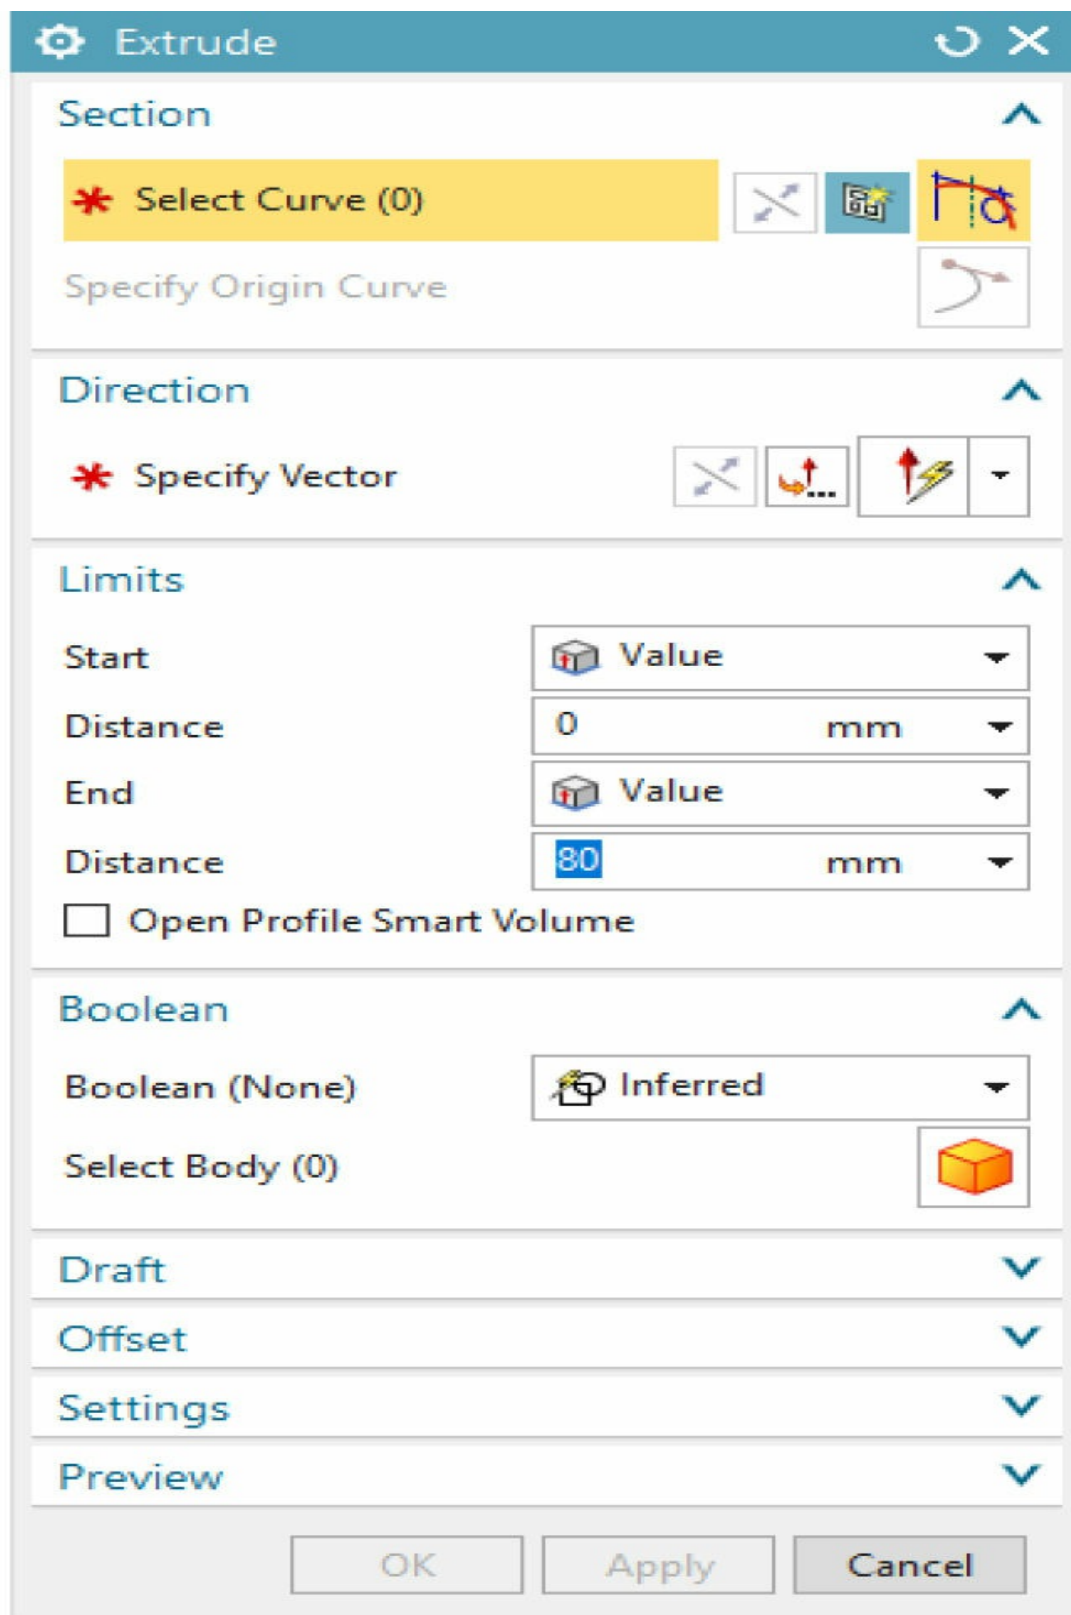 Extrude
Section
* Select Curve (0)
Specify Origin Curve
Direction
* Specify Vector
Limits
Start Value
Distance 0 mm
End Value
Distance 80 mm
Open Profile Smart Volume
Boolean
Boolean (None) Inferred
Select Body (0)
Draft
Offset
Settings
Preview
OK Apply Cancel